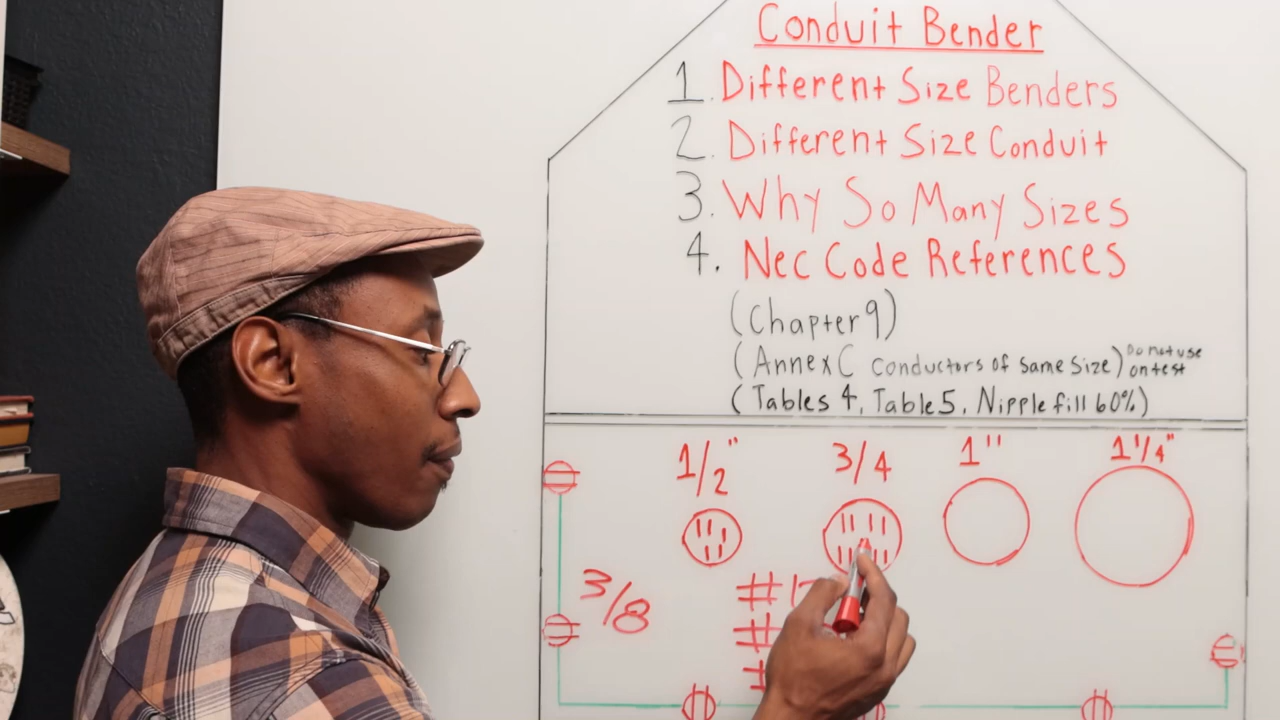 Conduit Bender
1. Different Size Benders
2. Different Size Conduit
3. Why So Many Sizes
4. Nec Code References
(Chapter 9)
(Annex C conductors of same size) Do not use on test
(Tables 4, Table 5, Nipple fill 60%)
1/2" 3/4 1" 1 1/4"
3/8
#1
#